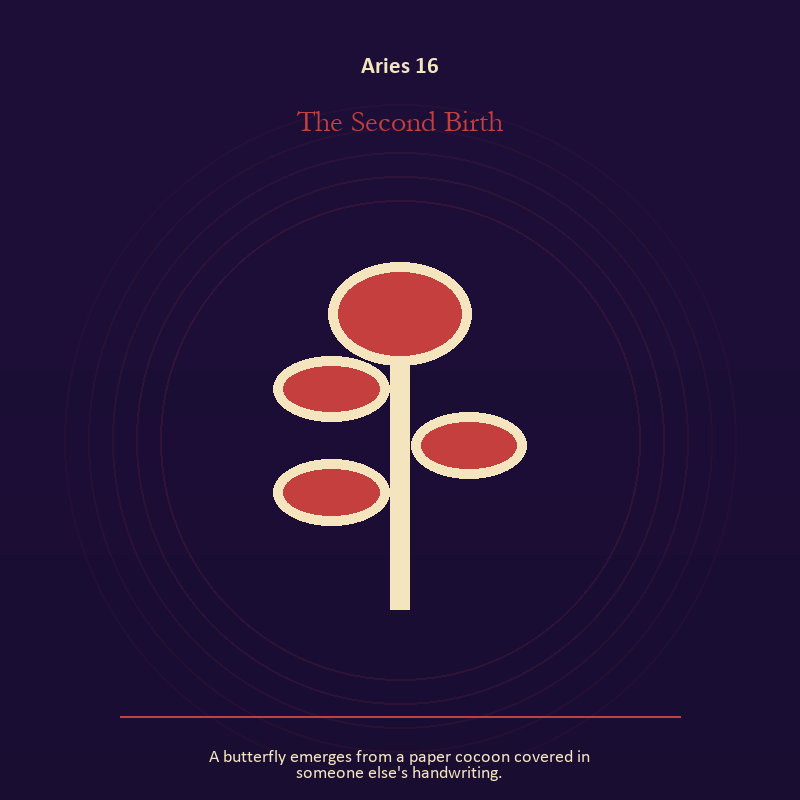 Aries 16
The Second Birth
A butterfly emerges from a paper cocoon covered in
someone else's handwriting.